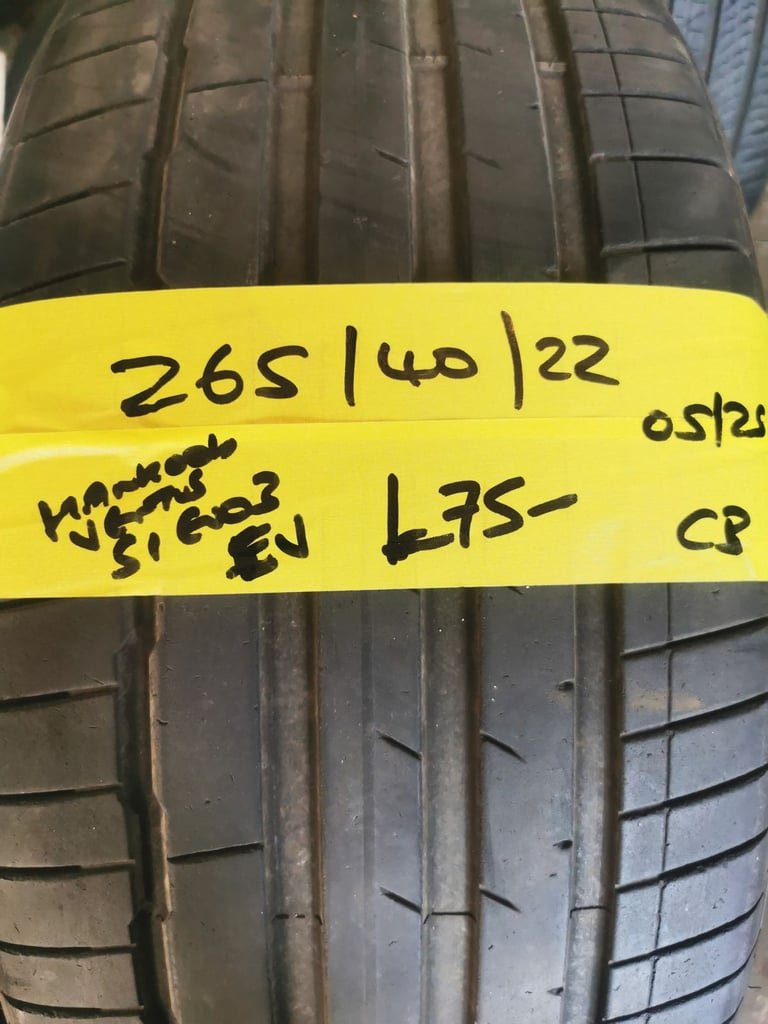 265/40/22
05/25
HANKOOK
VENTUS
S1 EVO3
EV
£75-
CB